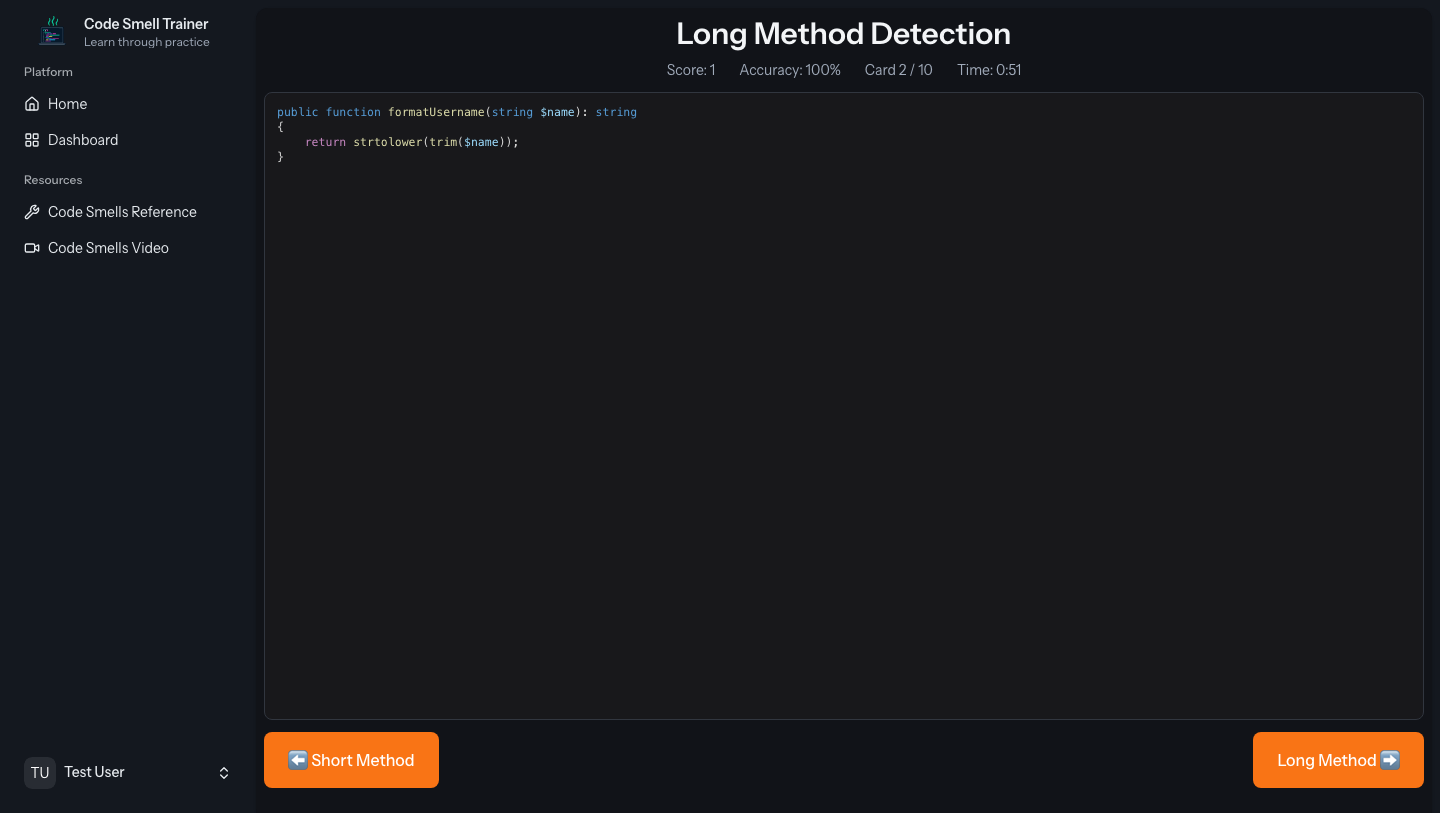 Code Smell Trainer
Learn through practice
Platform
Home
Dashboard
Resources
Code Smells Reference
Code Smells Video
TU Test User
Long Method Detection
Score: 1 Accuracy: 100% Card 2 / 10 Time: 0:51
public function formatUsername(string $name): string
{
    return strtolower(trim($name));
}
⬅️ Short Method
Long Method ➡️